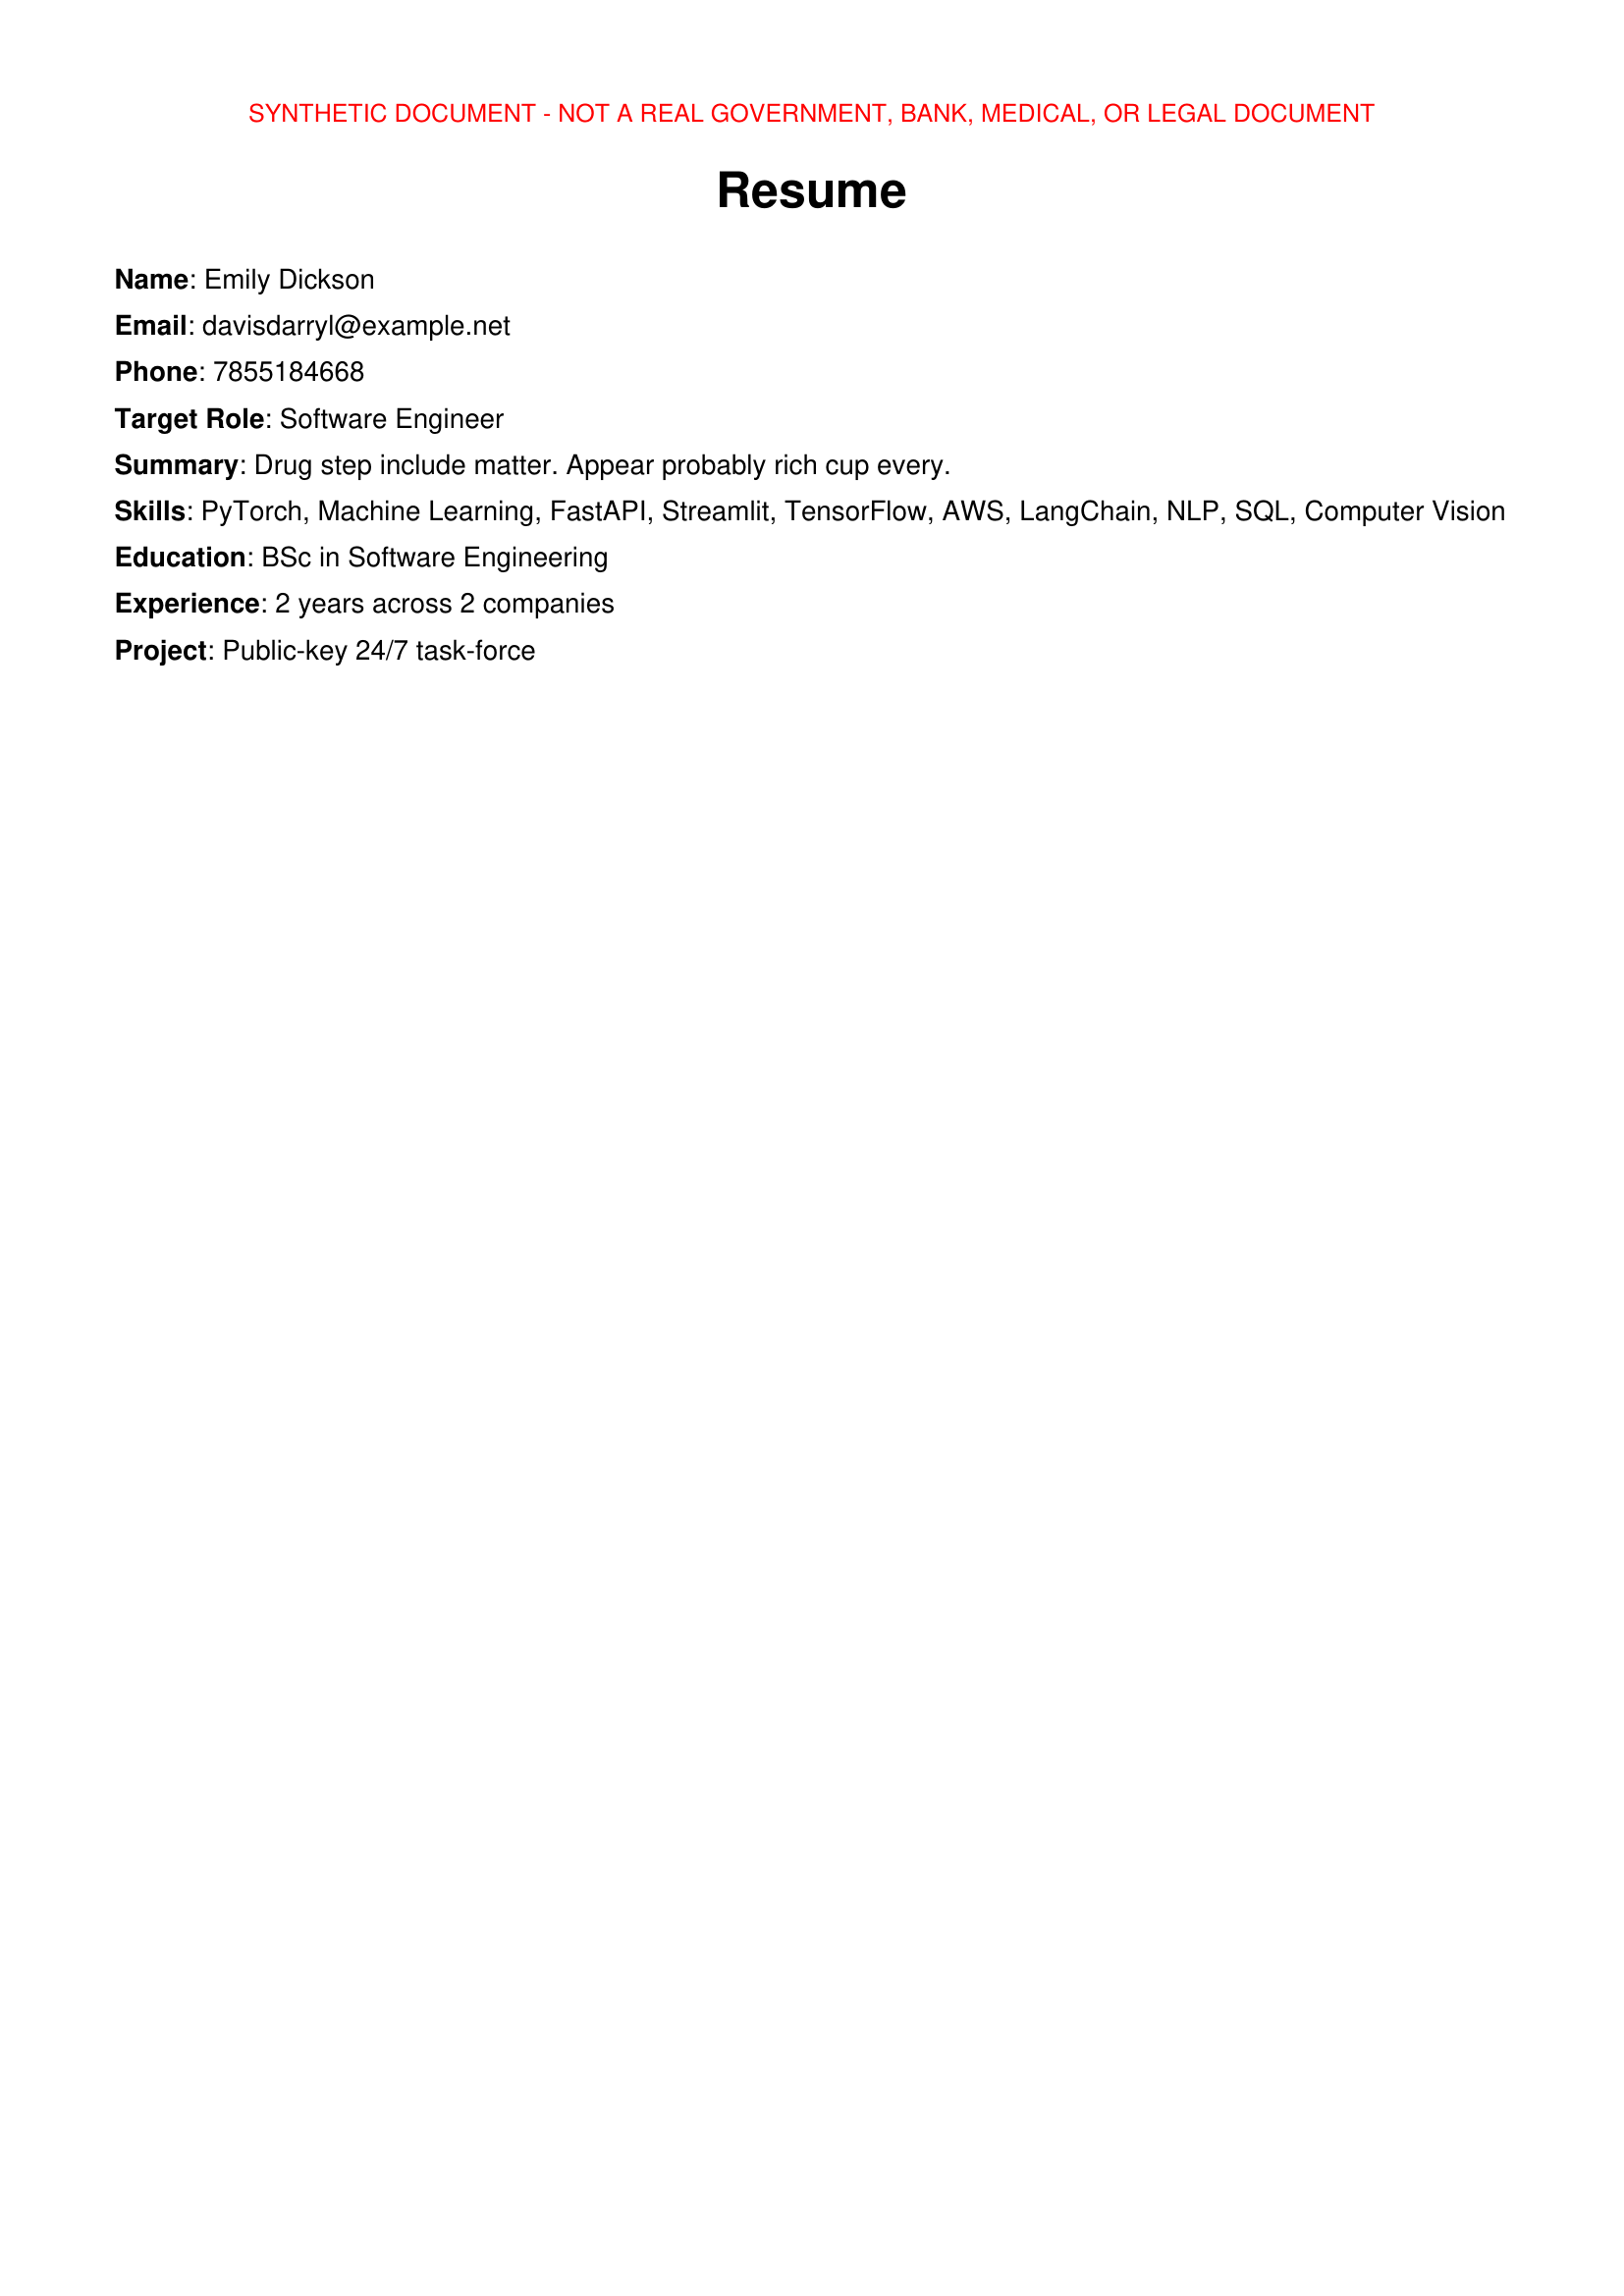 SYNTHETIC DOCUMENT - NOT A REAL GOVERNMENT, BANK, MEDICAL, OR LEGAL DOCUMENT
Resume
Name: Emily Dickson
Email: davisdarryl@example.net
Phone: 7855184668
Target Role: Software Engineer
Summary: Drug step include matter. Appear probably rich cup every.
Skills: PyTorch, Machine Learning, FastAPI, Streamlit, TensorFlow, AWS, LangChain, NLP, SQL, Computer Vision
Education: BSc in Software Engineering
Experience: 2 years across 2 companies
Project: Public-key 24/7 task-force